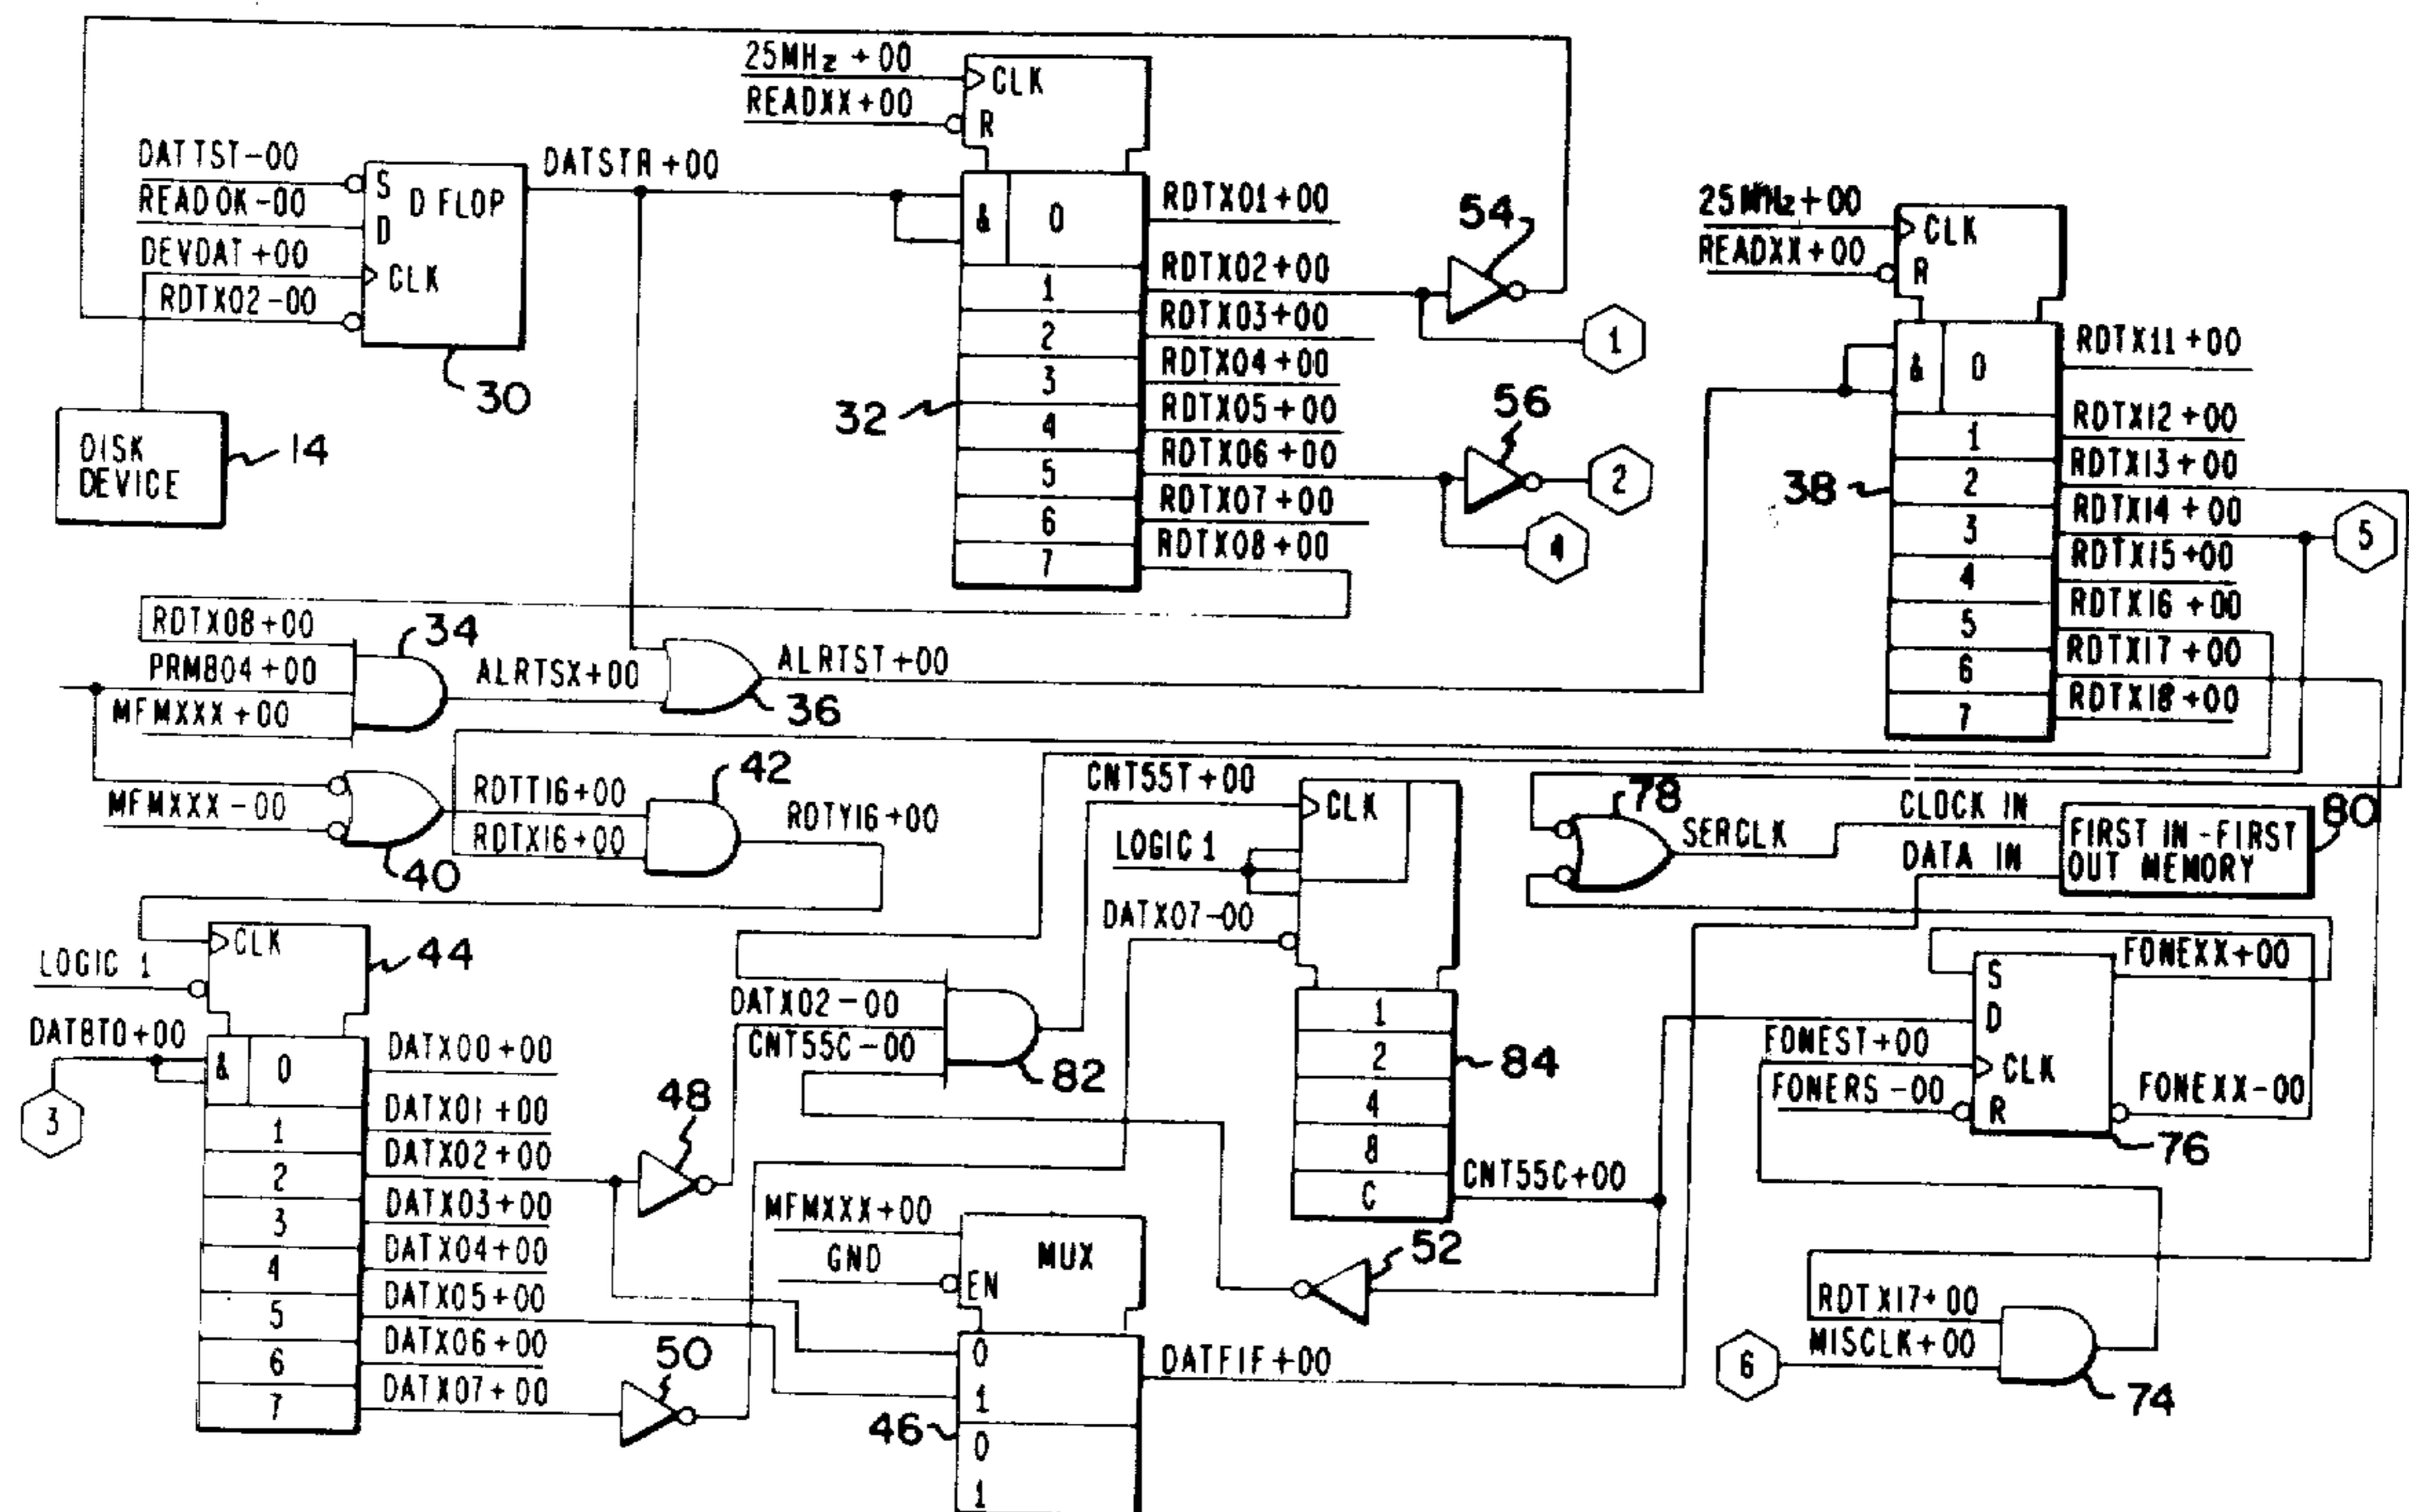 25MHz +00
CLK
READXX+00
R
DATTST-00
S
D FLOP
READOK-00
D
DEVDAT+00
CLK
RDTX02-00
30
DATSTR+00
DISK
DEVICE
14
&
0
RDTX01+00
1
RDTX02+00
2
RDTX03+00
3
RDTX04+00
4
RDTX05+00
5
RDTX06+00
6
RDTX07+00
7
RDTX08+00
32
54
1
56
2
4
25MHz+00
CLK
READXX+00
R
&
0
RDTX11+00
1
RDTX12+00
2
RDTX13+00
3
RDTX14+00
4
RDTX15+00
5
RDTX16+00
6
RDTX17+00
7
RDTX18+00
38
5
RDTX08+00
34
PRMB04+00
MFMXXX+00
ALRTSX+00
ALRTST+00
36
MFMXXX-00
40
RDTT16+00
RDTX16+00
42
RDTY16+00
CNT55T+00
CLK
LOGIC 1
DATX07-00
1
2
4
8
C
84
CNT55C+00
78
SERCLK
CLOCK IN
DATA IN
FIRST IN-FIRST
OUT MEMORY
80
CLK
44
LOGIC 1
DATBT0+00
3
&
0
DATX00+00
1
DATX01+00
2
DATX02+00
3
DATX03+00
4
DATX04+00
5
DATX05+00
6
DATX06+00
7
DATX07+00
48
50
DATX02-00
CNT55C-00
82
52
MFMXXX+00
GND
EN
MUX
0
1
0
1
46
DATFIF+00
S
D
CLK
R
FONEXX+00
FONEST+00
FONERS-00
FONEXX-00
76
RDTX17+00
MISCLK+00
6
74